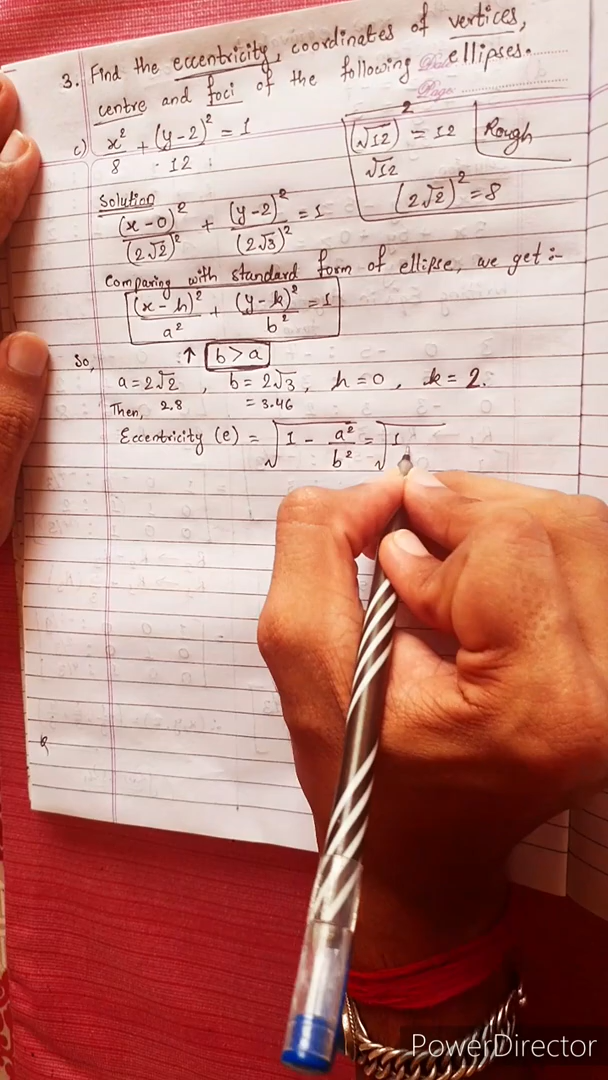 3. Find the eccentricity, coordinates of vertices,
centre and foci of the following ellipses.
Page:
c) x²/8 + (y-2)²/12 = 1
(√12)² = 12
Rough
√12
(2√2)² = 8
Solution
(x-0)²/(2√2)² + (y-2)²/(2√3)² = 1
Comparing with standard form of ellipse, we get :-
(x-h)²/a² + (y-k)²/b² = 1
So, ↑ b>a
a = 2√2 , b = 2√3, h = 0, k = 2.
Then, 2.8 = 3.46
Eccentricity (e) = √1 - a²/b² = √1
PowerDirector